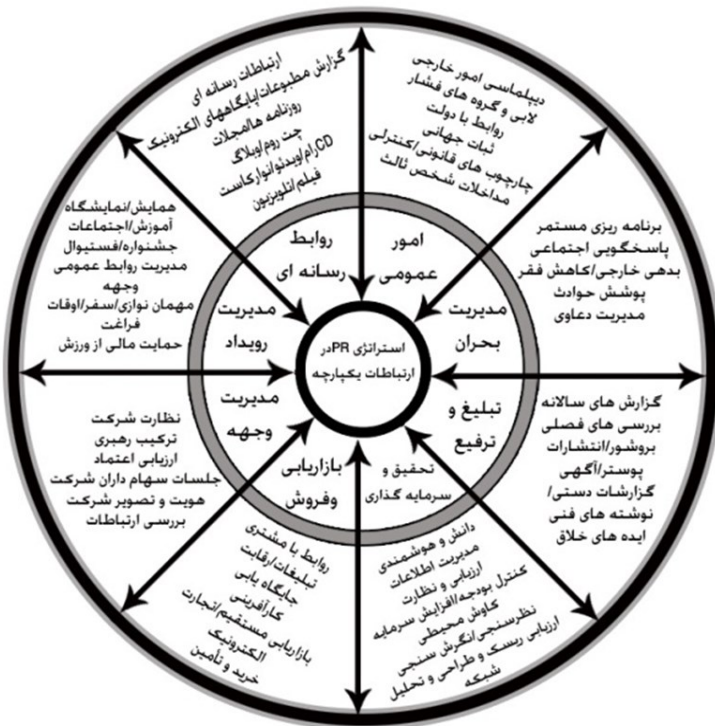 استراتژی PRدر
ارتباطات یکپارچه
امور
عمومی
دیپلماسی امور خارجی
لابی و گروه های فشار
روابط با دولت
ثبات جهانی
چارچوب های قانونی/کنترلی
مداخلات شخص ثالث
مدیریت
بحران
برنامه ریزی مستمر
پاسخگویی اجتماعی
بدهی خارجی/کاهش فقر
پوشش حوادث
مدیریت دعاوی
تبلیغ و
ترفیع
گزارش های سالانه
بررسی های فصلی
بروشور/انتشارات
پوستر/آگهی
گزارشات دستی/
نوشته های فنی
ایده های خلاق
تحقیق و
سرمایه گذاری
دانش و هوشمندی
مدیریت اطلاعات
ارزیابی و نظارت
کنترل بودجه/افزایش سرمایه
کاوش محیطی
نظرسنجی/نگرش سنجی
ارزیابی ریسک و طراحی و تحلیل
شبکه
بازاریابی
وفروش
روابط با مشتری
تبلیغات/رقابت
جایگاه یابی
کارآفرینی
بازاریابی مستقیم/تجارت
الکترونیک
خرید و تأمین
مدیریت
وجهه
نظارت شرکت
ترکیب رهبری
ارزیابی اعتماد
جلسات سهام داران شرکت
هویت و تصویر شرکت
بررسی ارتباطات
مدیریت
رویداد
همایش/نمایشگاه
آموزش/اجتماعات
جشنواره/فستیوال
مدیریت روابط عمومی
وجهه
مهمان نوازی/سفر/اوقات
فراغت
حمایت مالی از ورزش
روابط
رسانه ای
ارتباطات رسانه ای
گزارش مطبوعات/پایگاههای الکترونیک
روزنامه ها/مجلات
چت روم/وبلاگ
CD رام/ویدئو/نوارکاست
فیلم/تلویزیون